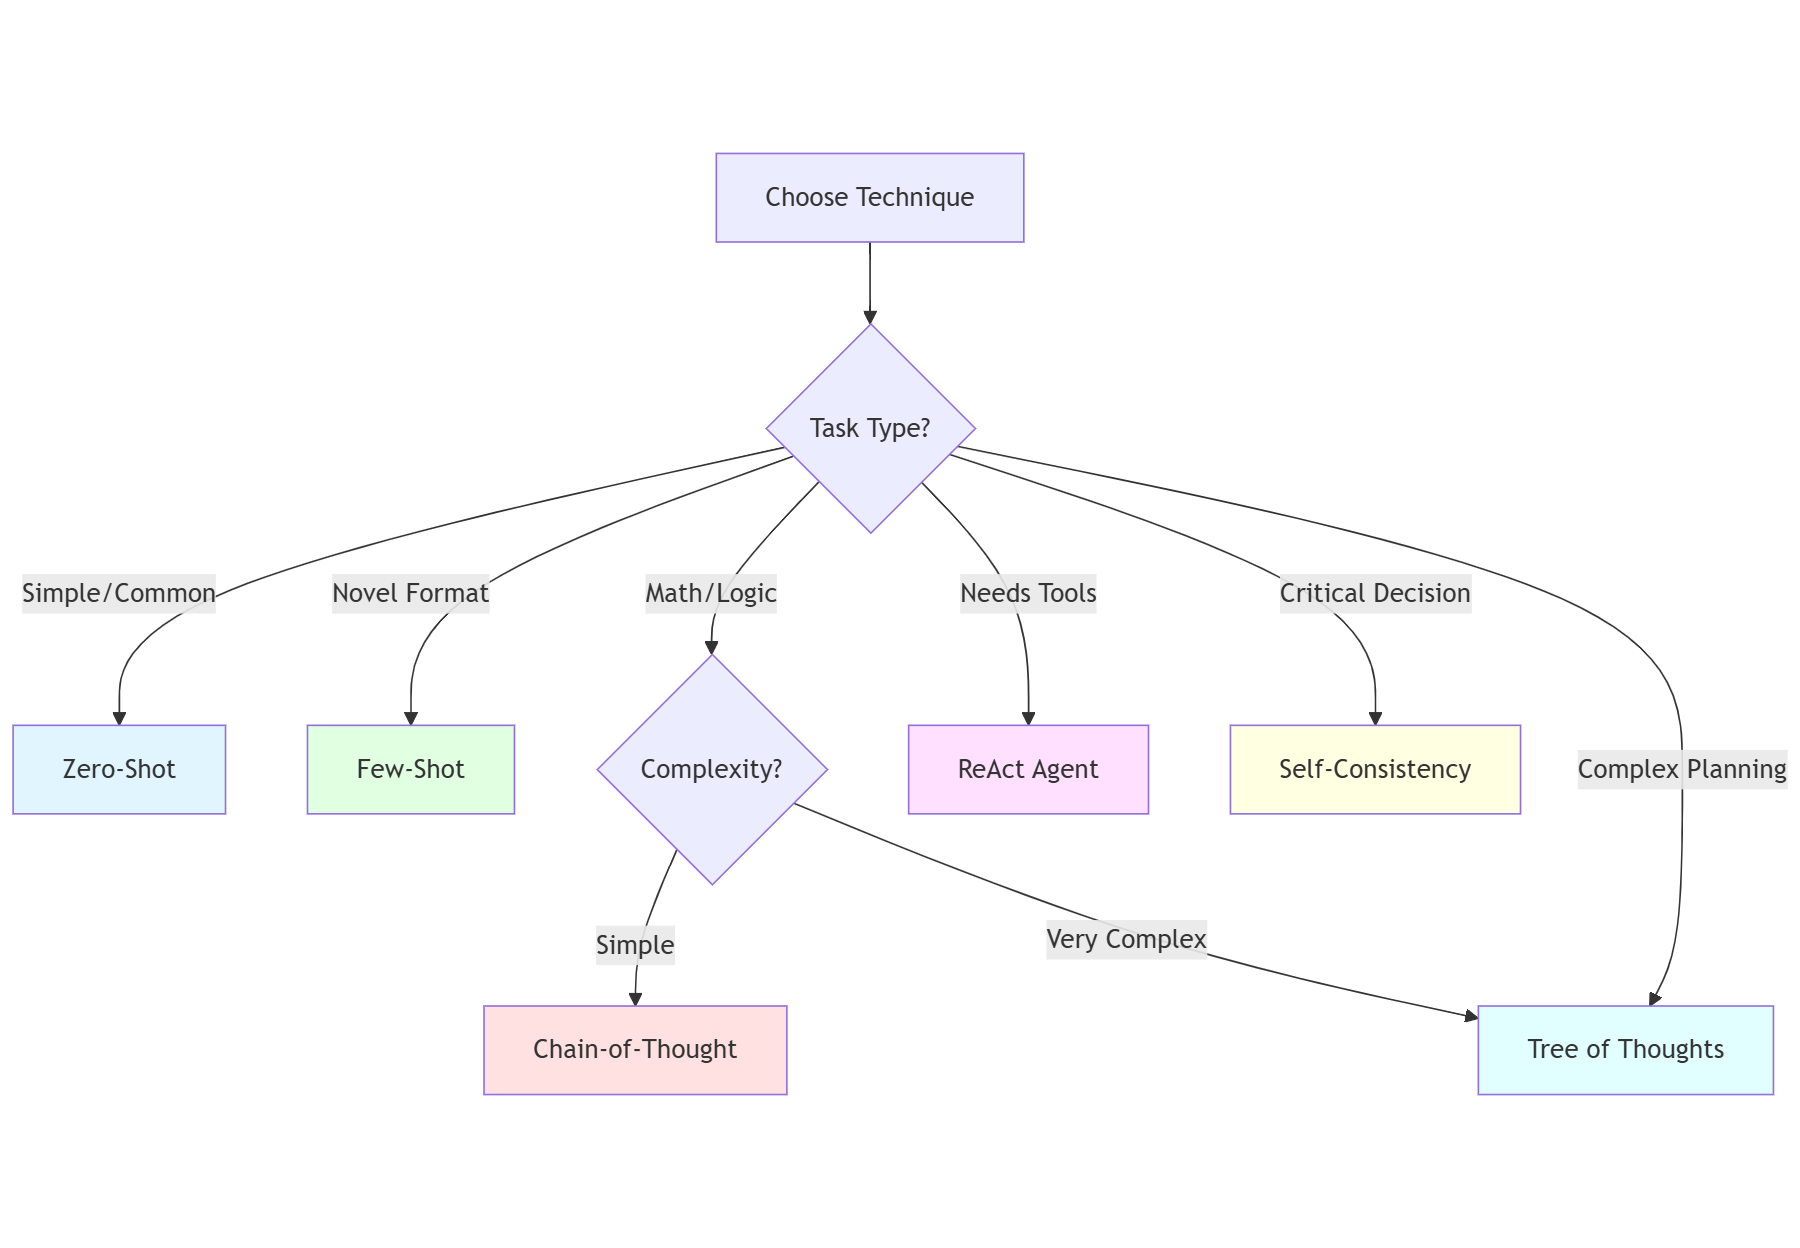 Choose Technique
Task Type?
Simple/Common
Novel Format
Math/Logic
Needs Tools
Critical Decision
Zero-Shot
Few-Shot
Complexity?
ReAct Agent
Self-Consistency
Complex Planning
Simple
Very Complex
Chain-of-Thought
Tree of Thoughts